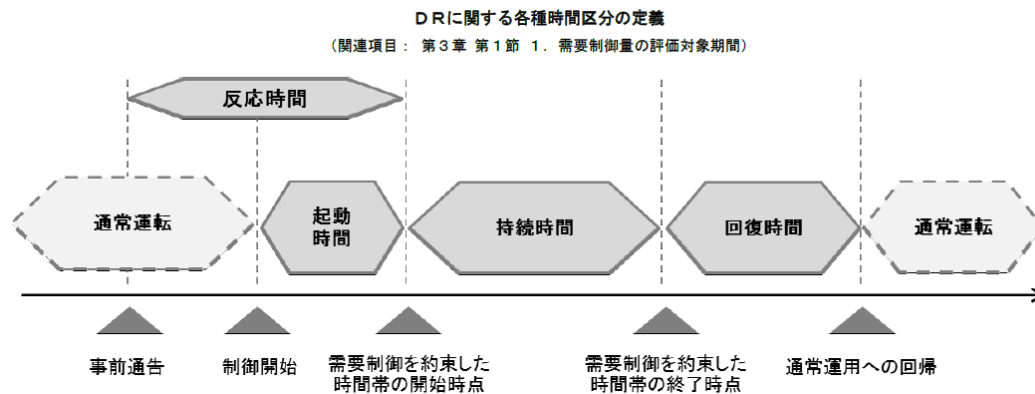 DRに関する各種時間区分の定義
(関連項目: 第3章 第1節 1. 需要制御量の評価対象期間)
反応時間
通常運転
起動
時間
持続時間
回復時間
通常運転
事前通告
制御開始
需要制御を約束した
時間帯の開始時点
需要制御を約束した
時間帯の終了時点
通常運用への回帰